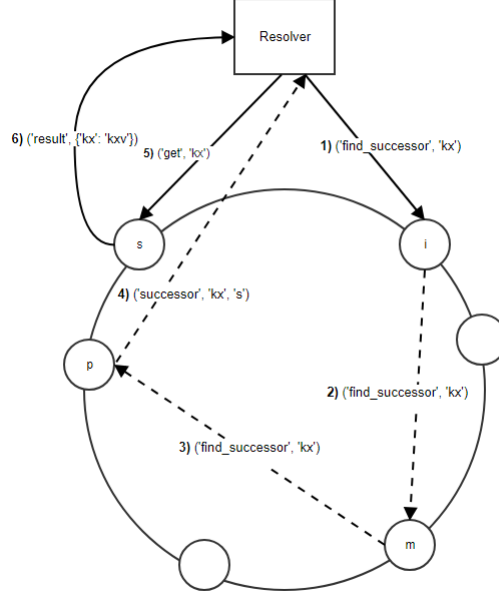 Resolver
6) ('result', {'kx': 'kxv'})
5) ('get', 'kx')
1) ('find_successor', 'kx')
s
i
4) ('successor', 'kx', 's')
p
2) ('find_successor', 'kx')
3) ('find_successor', 'kx')
m